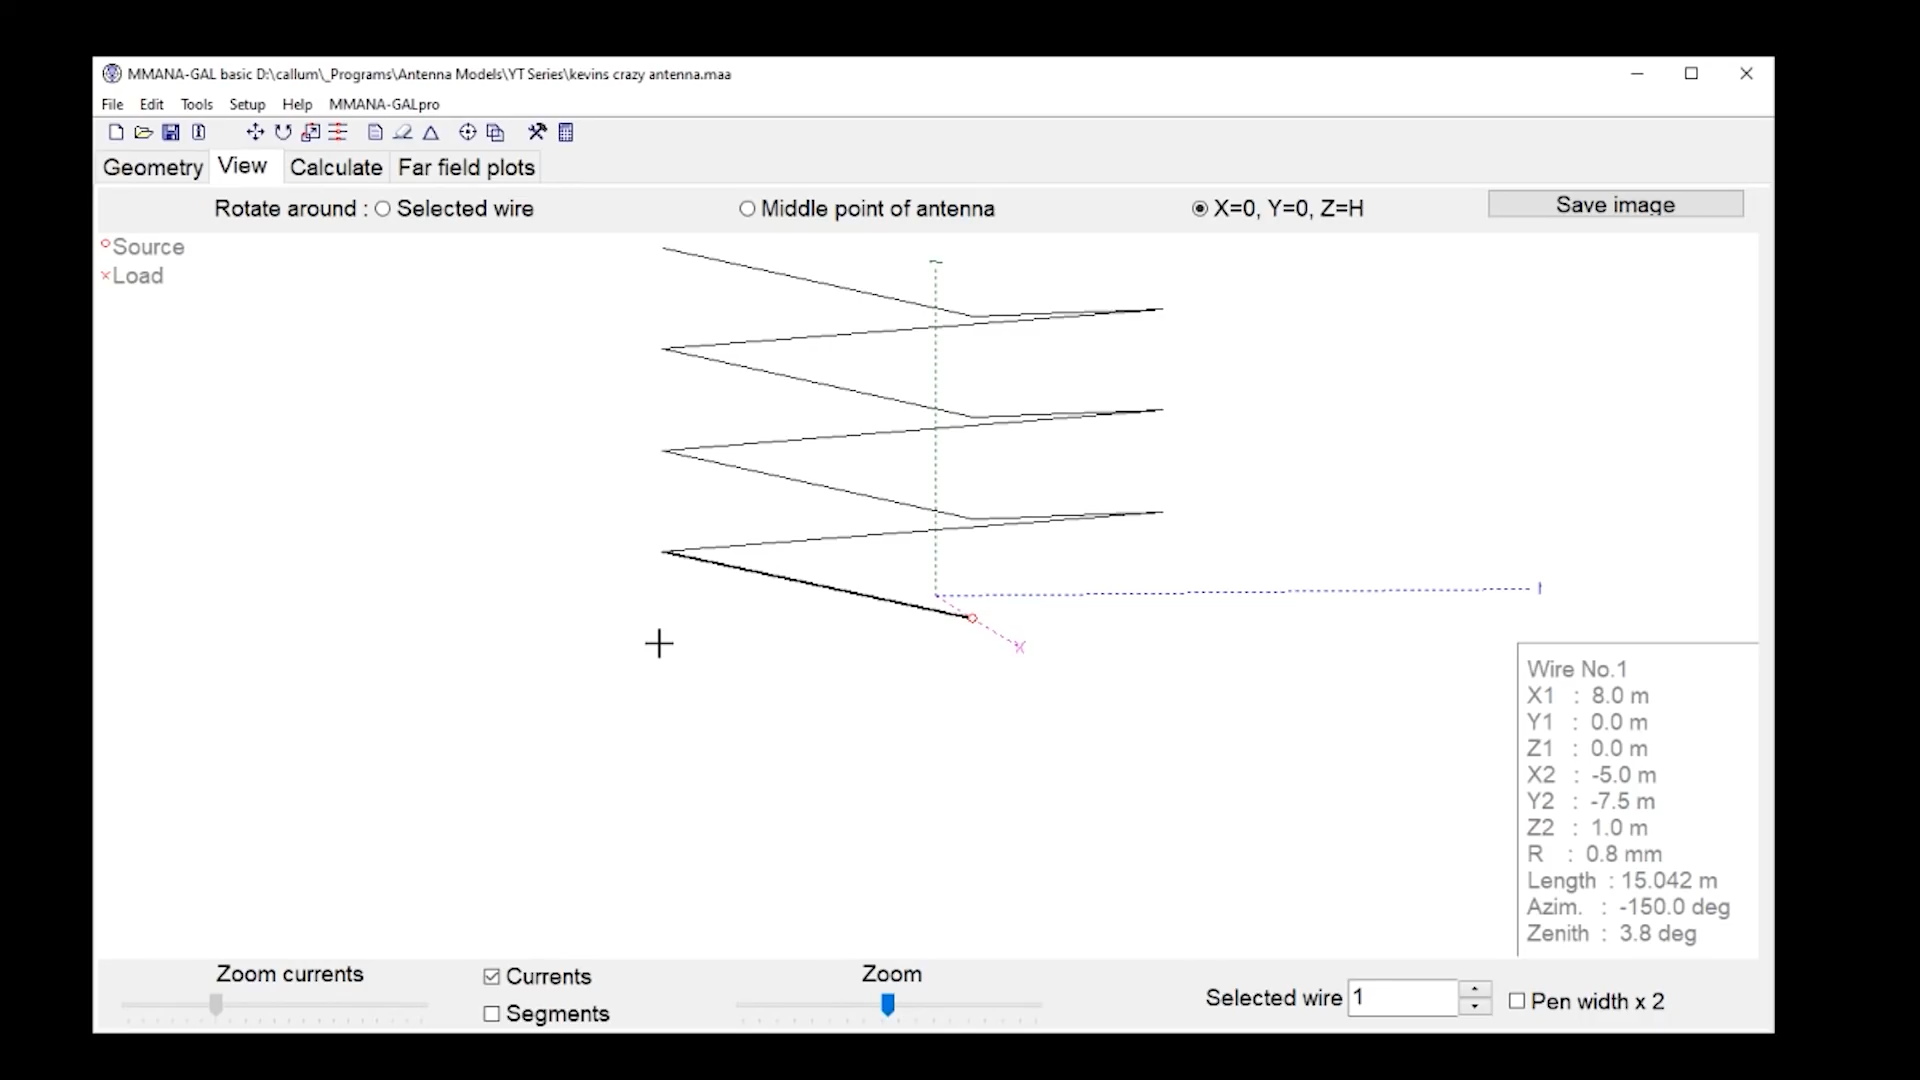 MMANA-GAL basic D:\callum\_Programs\Antenna Models\YT Series\kevins crazy antenna.maa
File Edit Tools Setup Help MMANA-GALpro
Geometry View Calculate Far field plots
Rotate around : Selected wire Middle point of antenna X=0, Y=0, Z=H Save image
Source
Load
X
Wire No.1
X1 : 8.0 m
Y1 : 0.0 m
Z1 : 0.0 m
X2 : -5.0 m
Y2 : -7.5 m
Z2 : 1.0 m
R : 0.8 mm
Length : 15.042 m
Azim. : -150.0 deg
Zenith : 3.8 deg
Zoom currents Currents Zoom
Selected wire 1 Pen width x 2
Segments